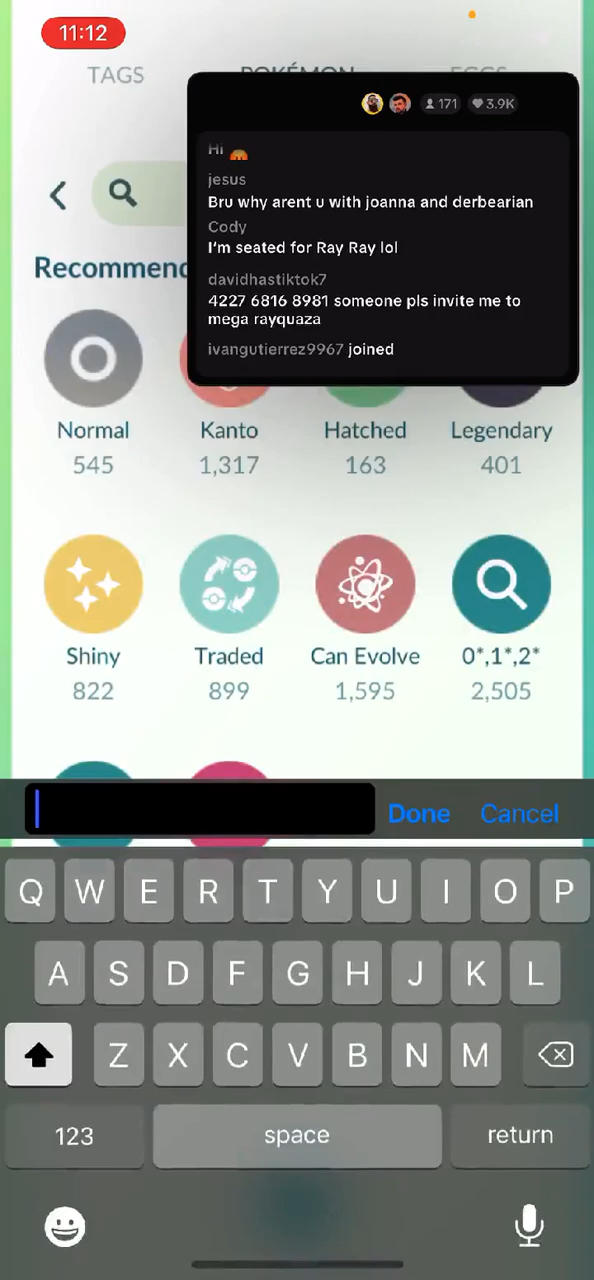 11:12
TAGS
POKÉMON
EGGS
171
3.9K
Hi
jesus
Bru why arent u with joanna and derbearian
Cody
I'm seated for Ray Ray lol
davidhastiktok7
4227 6816 8981 someone pls invite me to
mega rayquaza
ivangutierrez9967 joined
Normal
Kanto
Hatched
Legendary
545
1,317
163
401
Shiny
Traded
Can Evolve
0*,1*,2*
822
899
1,595
2,505
Done
Cancel
Q W E R T Y U I O P
A S D F G H J K L
Z X C V B N M
123
space
return